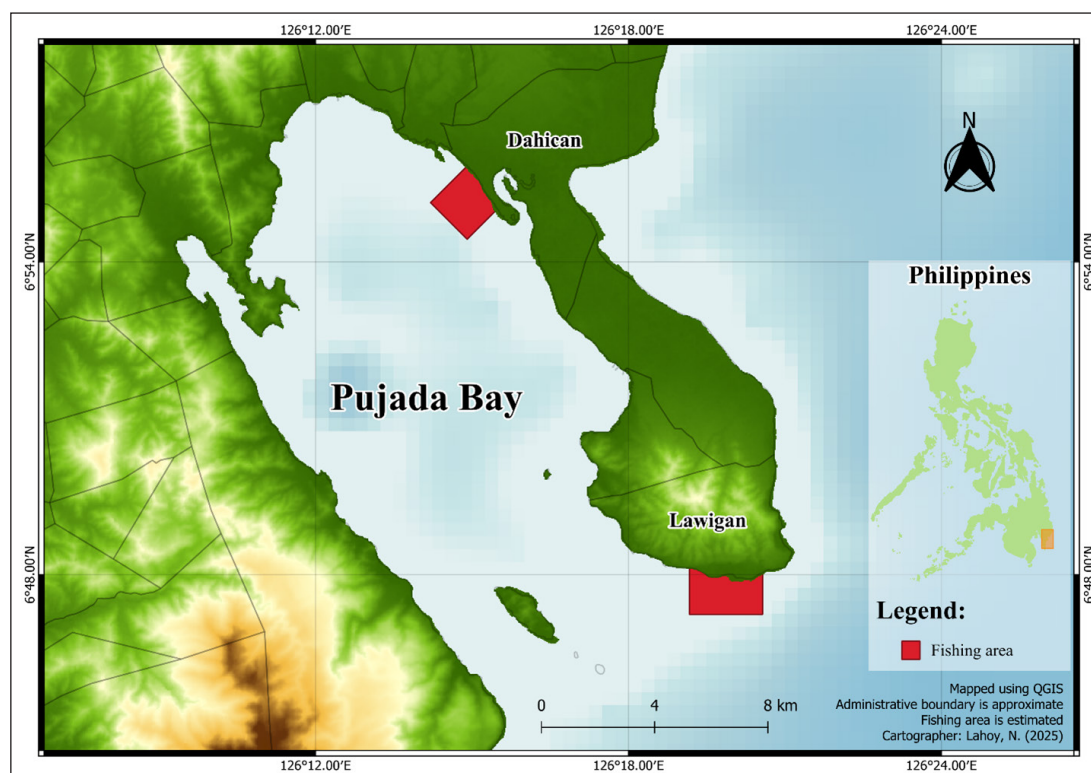 126°12.00′E 126°18.00′E 126°24.00′E
N
Dahican
6°54.00′N 6°54.00′N
Philippines
Pujada Bay
Lawigan
6°48.00′N 6°48.00′N
Legend:
Fishing area
0 4 8 km
Mapped using QGIS
Administrative boundary is approximate
Fishing area is estimated
Cartographer: Lahoy, N. (2025)
126°12.00′E 126°18.00′E 126°24.00′E